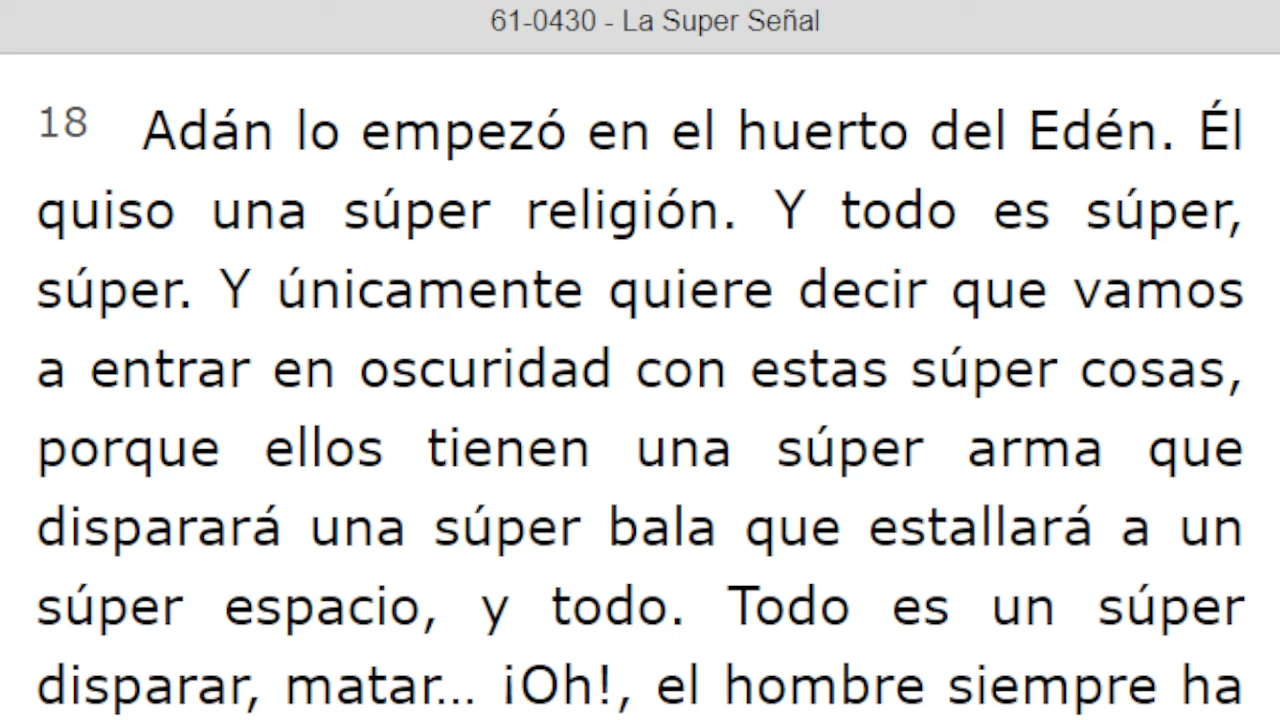 61-0430 - La Super Señal
18 Adán lo empezó en el huerto del Edén. Él
quiso una súper religión. Y todo es súper,
súper. Y únicamente quiere decir que vamos
a entrar en oscuridad con estas súper cosas,
porque ellos tienen una súper arma que
disparará una súper bala que estallará a un
súper espacio, y todo. Todo es un súper
disparar, matar... ¡Oh!, el hombre siempre ha